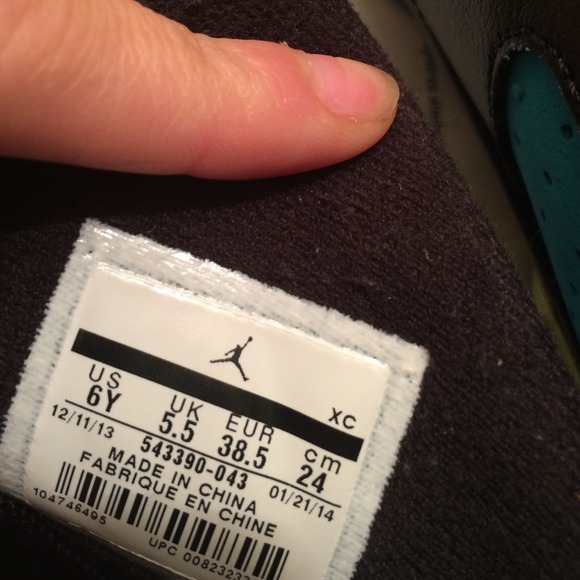 XC
US UK EUR cm
6Y 5.5 38.5 24
12/11/13 543390-043 01/21/14
MADE IN CHINA
FABRIQUE EN CHINE
104746495
UPC